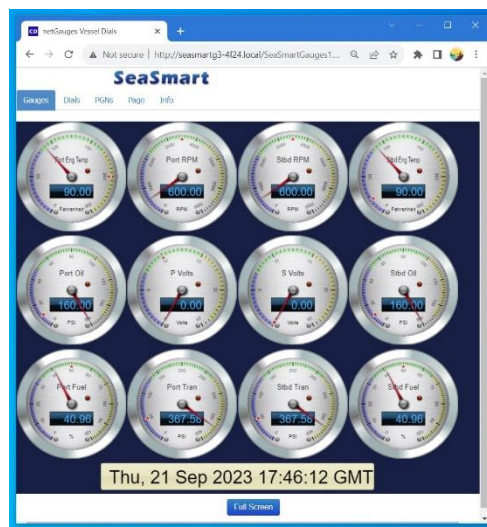 netGauges Vessel Dials
Not secure | http://seasmartg3-4f24.local/SeaSmartGauges1...
SeaSmart
Gauges Dials PGNs Page Info
Port Eng Temp
90.00
Fahrenheit
Port RPM
600.00
RPM
Stbd RPM
600.00
RPM
Stbd Eng Temp
90.00
Fahrenheit
Port Oil
160.00
PSI
P Volts
0.00
Volts
S Volts
0.00
Volts
Stbd Oil
160.00
PSI
Port Fuel
40.96
%
Port Tran
367.58
PSI
Stbd Tran
367.58
PSI
Stbd Fuel
40.96
%
Thu, 21 Sep 2023 17:46:12 GMT
Full Screen